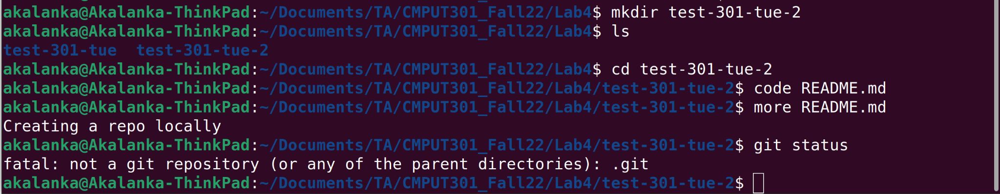 akalanka@Akalanka-ThinkPad:~/Documents/TA/CMPUT301_Fall22/Lab4$ mkdir test-301-tue-2
akalanka@Akalanka-ThinkPad:~/Documents/TA/CMPUT301_Fall22/Lab4$ ls
test-301-tue  test-301-tue-2
akalanka@Akalanka-ThinkPad:~/Documents/TA/CMPUT301_Fall22/Lab4$ cd test-301-tue-2
akalanka@Akalanka-ThinkPad:~/Documents/TA/CMPUT301_Fall22/Lab4/test-301-tue-2$ code README.md
akalanka@Akalanka-ThinkPad:~/Documents/TA/CMPUT301_Fall22/Lab4/test-301-tue-2$ more README.md
Creating a repo locally
akalanka@Akalanka-ThinkPad:~/Documents/TA/CMPUT301_Fall22/Lab4/test-301-tue-2$ git status
fatal: not a git repository (or any of the parent directories): .git
akalanka@Akalanka-ThinkPad:~/Documents/TA/CMPUT301_Fall22/Lab4/test-301-tue-2$